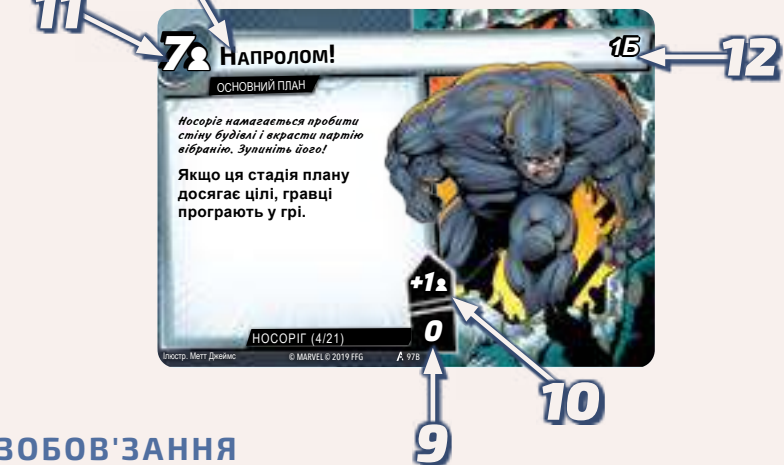 11
7 НАПРОЛОМ! 1Б
12
ОСНОВНИЙ ПЛАН
Носоріг намагається пробити
стіну будівлі і вкрасти партію
вібранію. Зупиніть його!
Якщо ця стадія плану
досягає цілі, гравці
програють у грі.
+1
0
НОСОРІГ (4/21)
Ілюстр. Метт Джеймс © MARVEL © 2019 FFG 97B
10
9
ЗОБОВ'ЗАННЯ